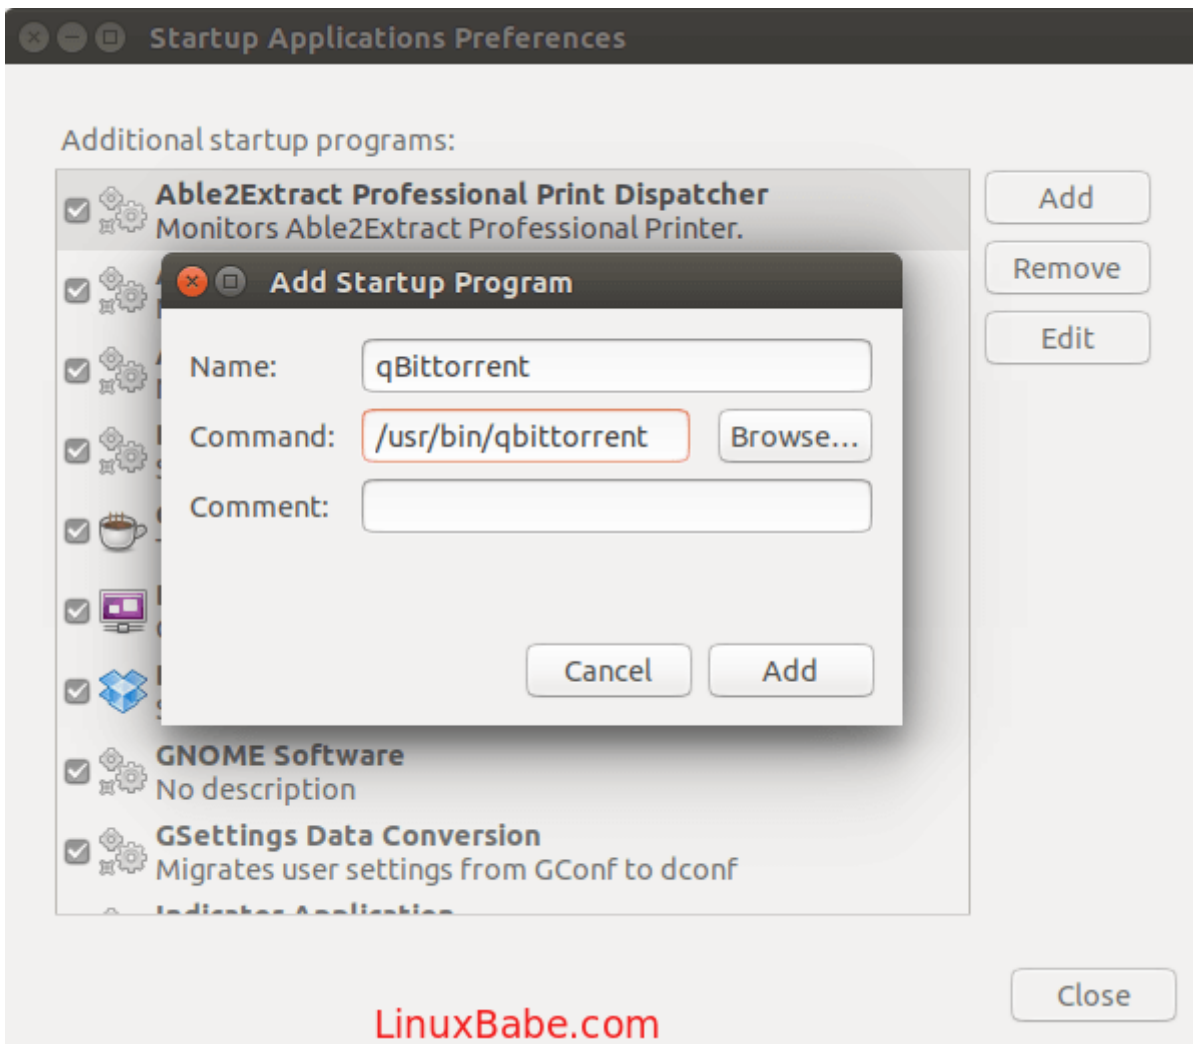 Startup Applications Preferences
Additional startup programs:
Able2Extract Professional Print Dispatcher
Monitors Able2Extract Professional Printer.
Add
Remove
Edit
Add Startup Program
Name:
qBittorrent
Command:
/usr/bin/qbittorrent
Browse...
Comment:
Cancel
Add
GNOME Software
No description
GSettings Data Conversion
Migrates user settings from GConf to dconf
Indicator Application
Close
LinuxBabe.com